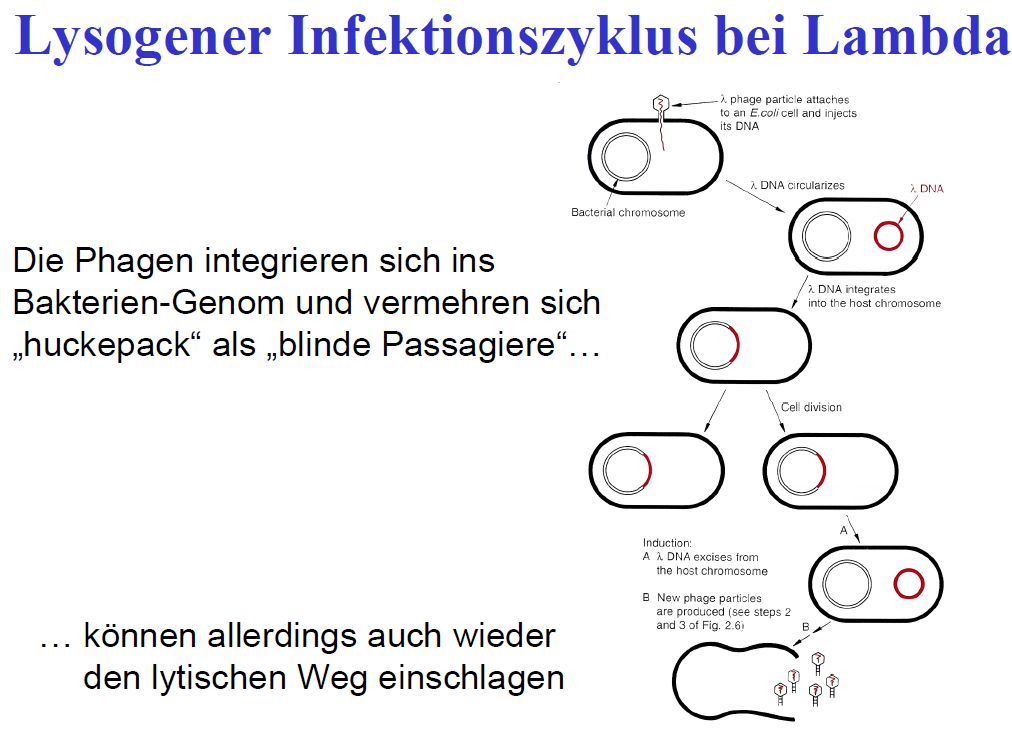 Lysogener Infektionszyklus bei Lambda
λ phage particle attaches
to an E.coli cell and injects
its DNA
λ DNA circularizes
λ DNA
Bacterial chromosome
Die Phagen integrieren sich ins
Bakterien-Genom und vermehren sich
„huckepack“ als „blinde Passagiere“…
λ DNA integrates
into the host chromosome
Cell division
A
Induction:
A λ DNA excises from
the host chromosome
B New phage particles
are produced (see steps 2
and 3 of Fig. 2.6)
B
… können allerdings auch wieder
den lytischen Weg einschlagen